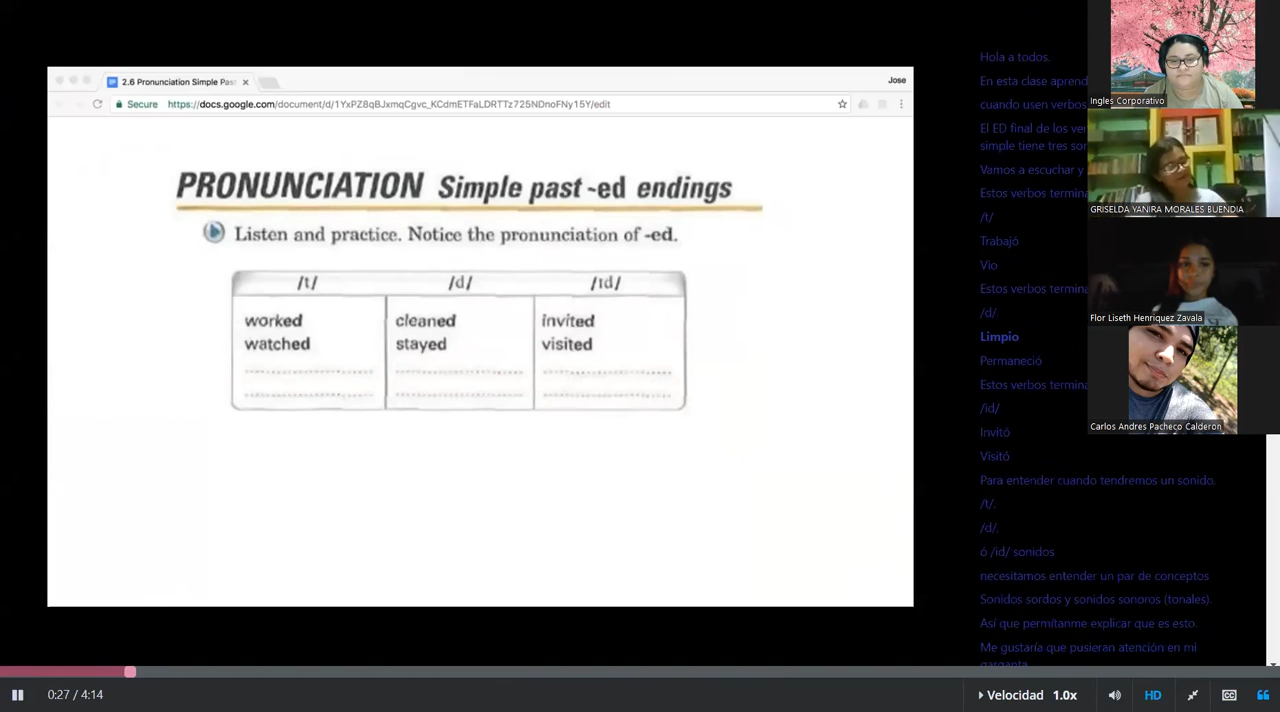 2.6 Pronunciation Simple Pas
Jose
Secure
https://docs.google.com/document/d/1YxPZ8qBJxmqCgvc_KCdmETFaLDRTTz725NDnoFNy15Y/edit
PRONUNCIATION Simple past -ed endings
Listen and practice. Notice the pronunciation of -ed.
/t/ /d/ /ɪd/
worked cleaned invited
watched stayed visited
Hola a todos.
En esta clase aprend
cuando usen verbos
El ED final de los ver
simple tiene tres son
Vamos a escuchar y
Estos verbos termina
/t/
Trabajó
Vio
Estos verbos termina
/d/
Limpio
Permaneció
Estos verbos termina
/id/
Invitó
Visitó
Para entender cuando tendremos un sonido,
/t/.
/d/,
ó /id/ sonidos
necesitamos entender un par de conceptos
Sonidos sordos y sonidos sonoros (tonales).
Así que permítanme explicar que es esto.
Me gustaría que pusieran atención en mi
garganta
Ingles Corporativo
GRISELDA YANIRA MORALES BUENDIA
Flor Liseth Henriquez Zavala
Carlos Andres Pacheco Calderon
0:27 / 4:14
Velocidad 1.0x
HD
CC